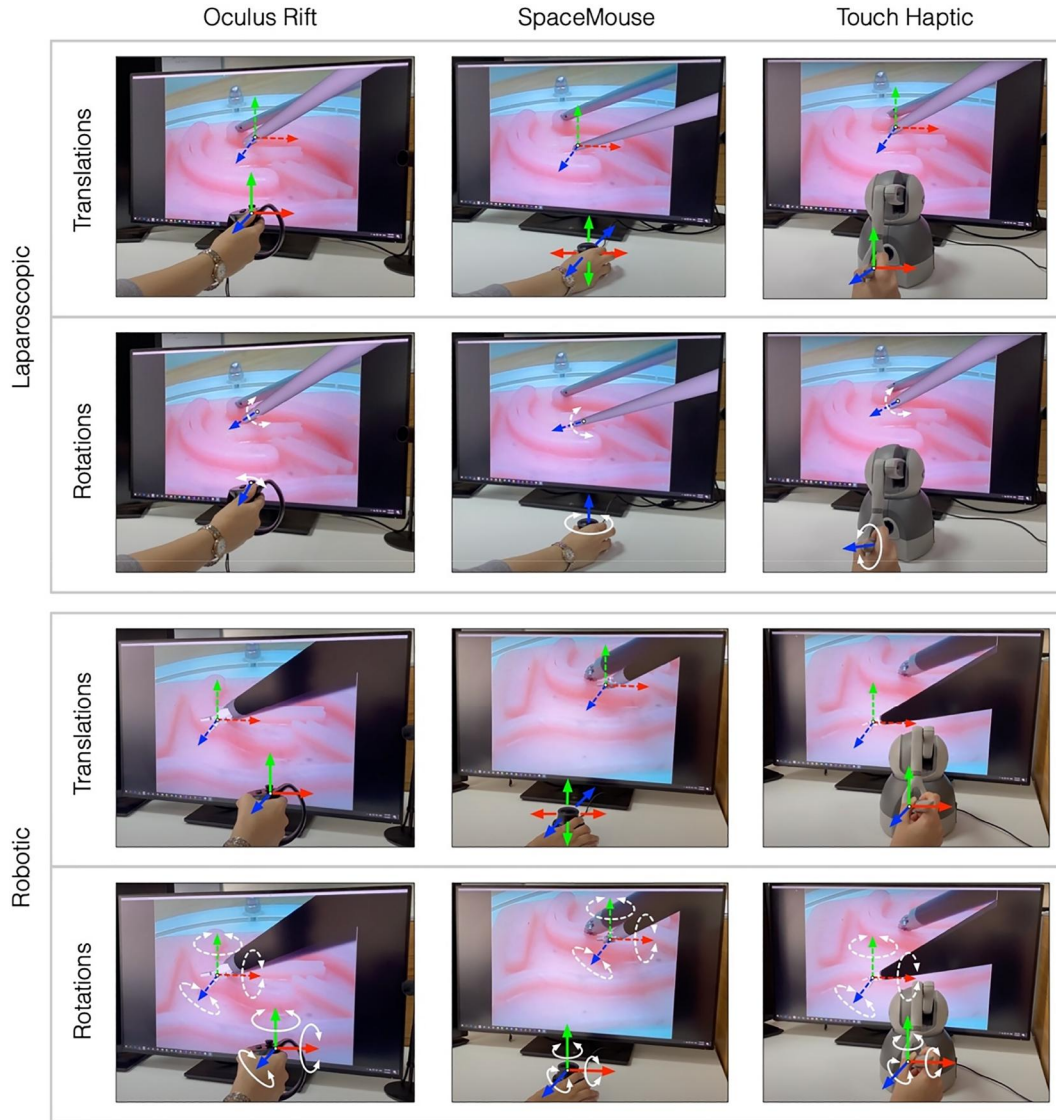 Oculus Rift SpaceMouse Touch Haptic
Laparoscopic
Translations
Rotations
Robotic
Translations
Rotations